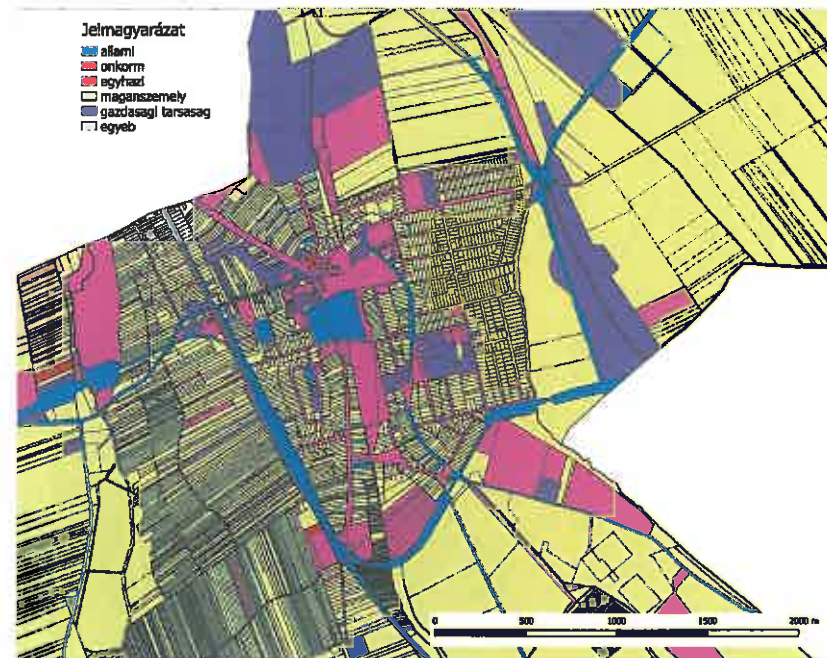 Jelmagyarázat
allami
onkorm
egyhazi
maganszemely
gazdasagi tarsasag
egyeb
0 500 1000 1500 2000 m